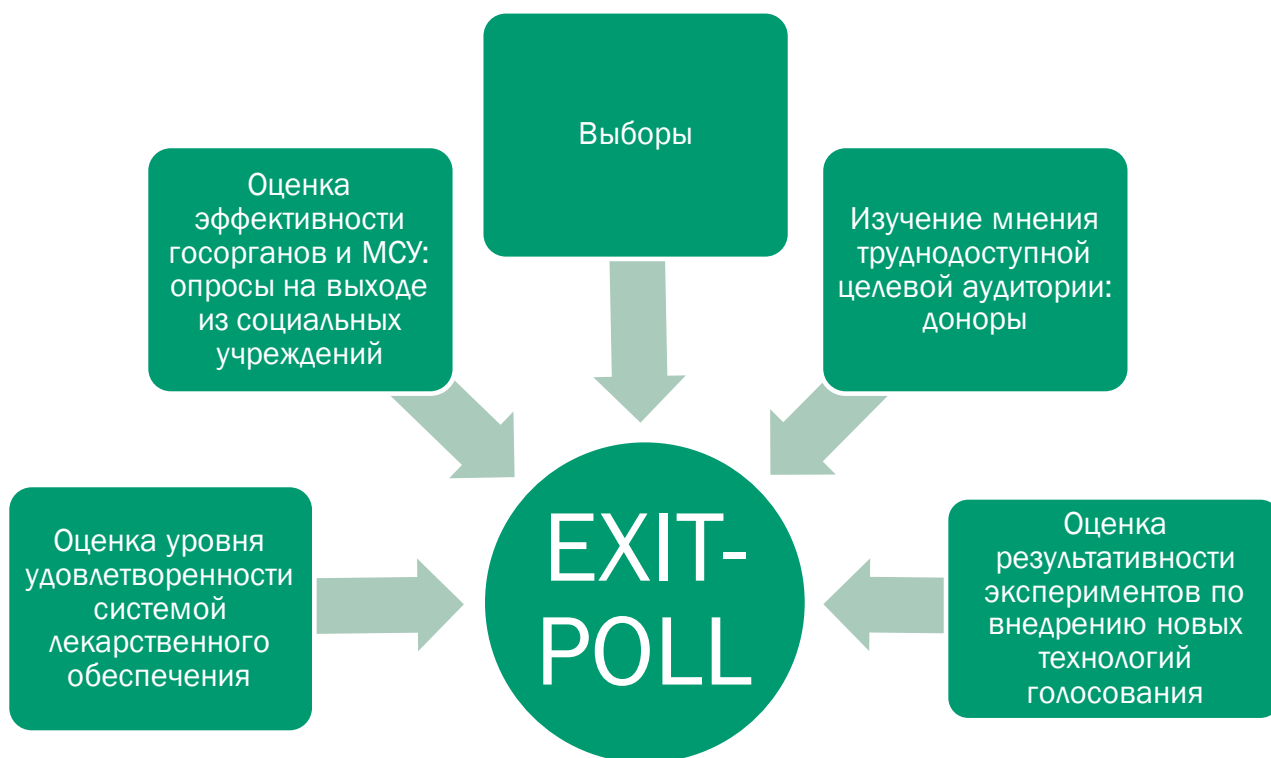 Выборы
Оценка
эффективности
госорганов и МСУ:
опросы на выходе
из социальных
учреждений
Изучение мнения
труднодоступной
целевой аудитории:
доноры
Оценка уровня
удовлетворенности
системой
лекарственного
обеспечения
EXIT-
POLL
Оценка
результативности
экспериментов по
внедрению новых
технологий
голосования